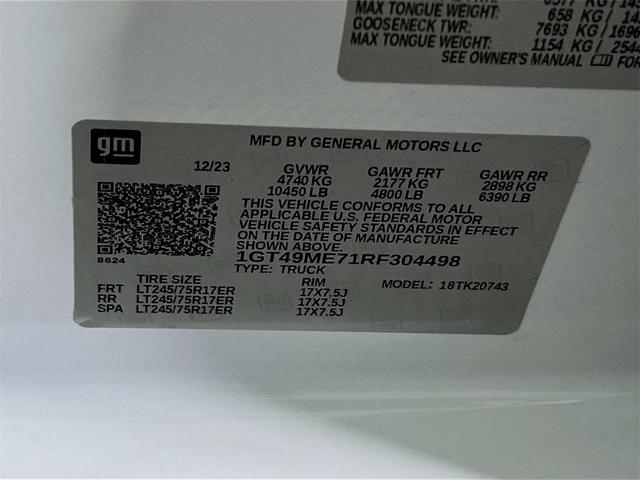 MAX TONGUE WEIGHT: 658 KG /
GOOSENECK TWR: 7693 KG / 1696
MAX TONGUE WEIGHT: 1154 KG / 2544
SEE OWNER'S MANUAL FOR
gm
MFD BY GENERAL MOTORS LLC
12/23 GVWR GAWR FRT GAWR RR
4740 KG 2177 KG 2898 KG
10450 LB 4800 LB 6390 LB
THIS VEHICLE CONFORMS TO ALL
APPLICABLE U.S. FEDERAL MOTOR
VEHICLE SAFETY STANDARDS IN EFFECT
ON THE DATE OF MANUFACTURE
SHOWN ABOVE.
8624
1GT49ME71RF304498
TYPE: TRUCK
TIRE SIZE RIM MODEL: 18TK20743
FRT LT245/75R17ER 17X7.5J
RR LT245/75R17ER 17X7.5J
SPA LT245/75R17ER 17X7.5J